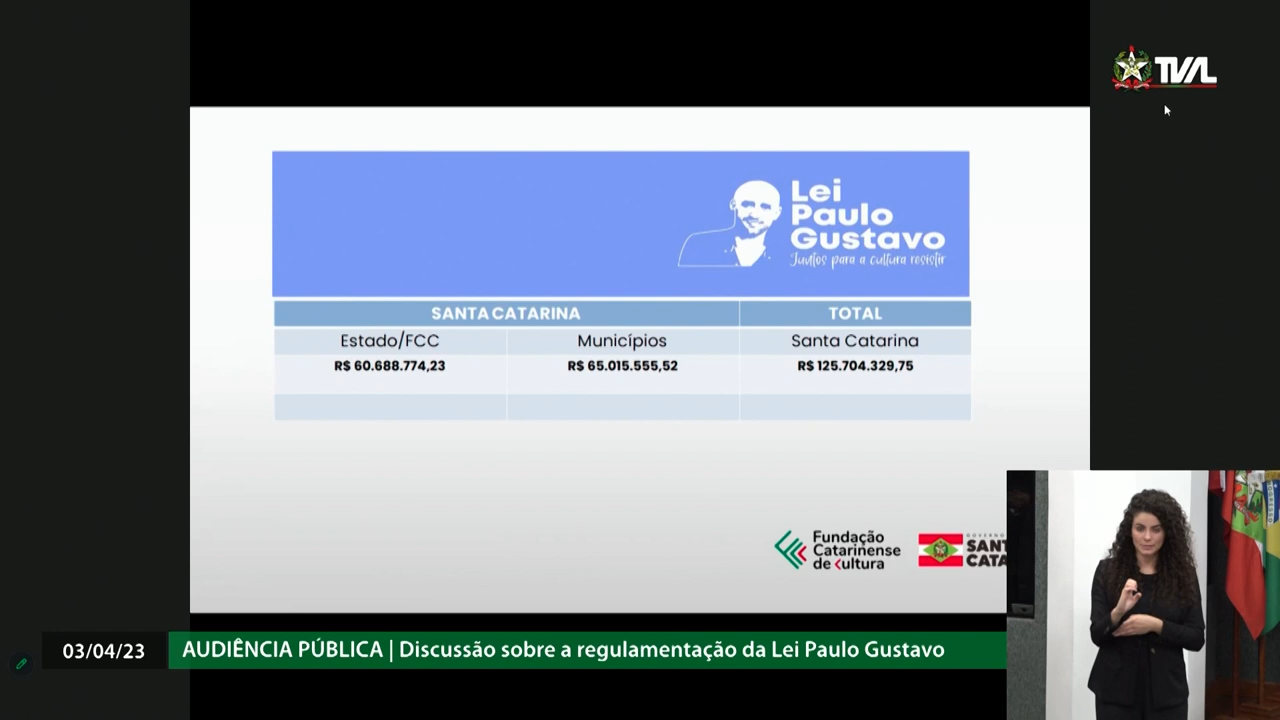 TVAL
Lei
Paulo
Gustavo
Juntos para a cultura resistir
SANTA CATARINA TOTAL
Estado/FCC Municípios Santa Catarina
R$ 60.688.774,23 R$ 65.015.555,52 R$ 125.704.329,75
Fundação
Catarinense
de Cultura
SANT
CATA
03/04/23 AUDIÊNCIA PÚBLICA | Discussão sobre a regulamentação da Lei Paulo Gustavo